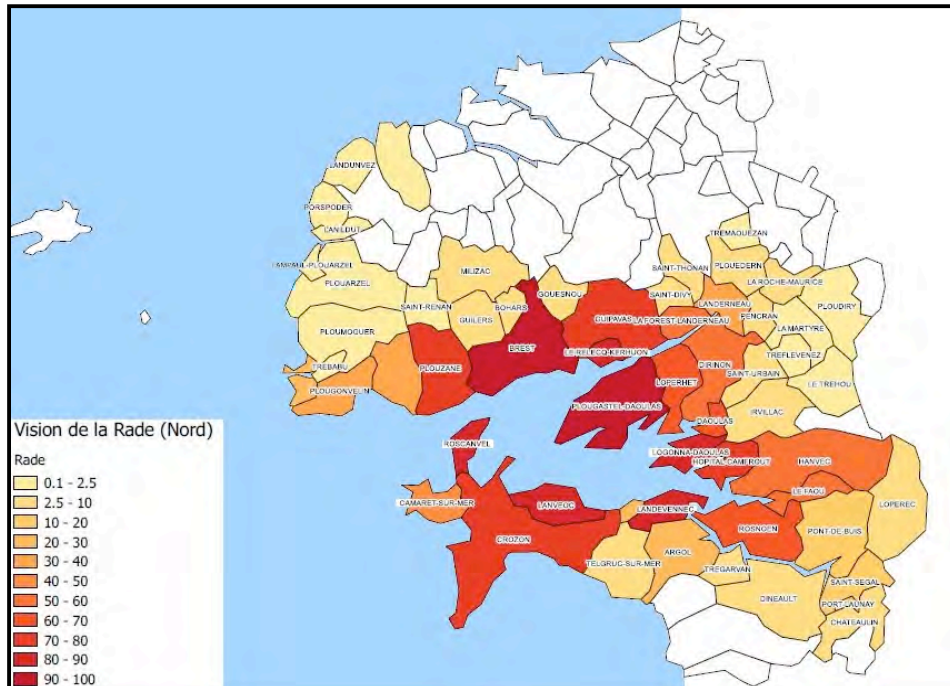 LANDUNVEZ
PORSPODER
LANILDUT
LAMPAUL-PLOUARZEL
PLOUARZEL
SAINT-RENAN
MILIZAC
GUILERS
BOHARS
GOUESNOU
PLOUMOGUER
TREBABU
PLOUGONVELIN
PLOUZANE
BREST
GUIPAVAS
LE RELECQ-KERHUON
TREMAOUEZAN
SAINT-THONAN
PLOUEDERN
LA ROCHE-MAURICE
SAINT-DIVY
LANDERNEAU
PLOUDIRY
LA FOREST-LANDERNEAU
PENCRAN
LA MARTYRE
DIRINON
TREFLEVENEZ
SAINT-URBAIN
LOPERHET
LE TREHOU
PLOUGASTEL-DAOULAS
DAOULAS
IRVILLAC
ROSCANVEL
LOGONNA-DAOULAS
HOPITAL-CAMFROUT
HANVEC
LE FAOU
LOPEREC
CAMARET-SUR-MER
LANVEOC
LANDEVENNEC
CROZON
ROSNOEN
PONT-DE-BUIS
TELGRUC-SUR-MER
ARGOL
TREGARVAN
DINEAULT
SAINT-SEGAL
PORT-LAUNAY
CHATEAULIN
Vision de la Rade (Nord)
Rade
0.1 - 2.5
2.5 - 10
10 - 20
20 - 30
30 - 40
40 - 50
50 - 60
60 - 70
70 - 80
80 - 90
90 - 100